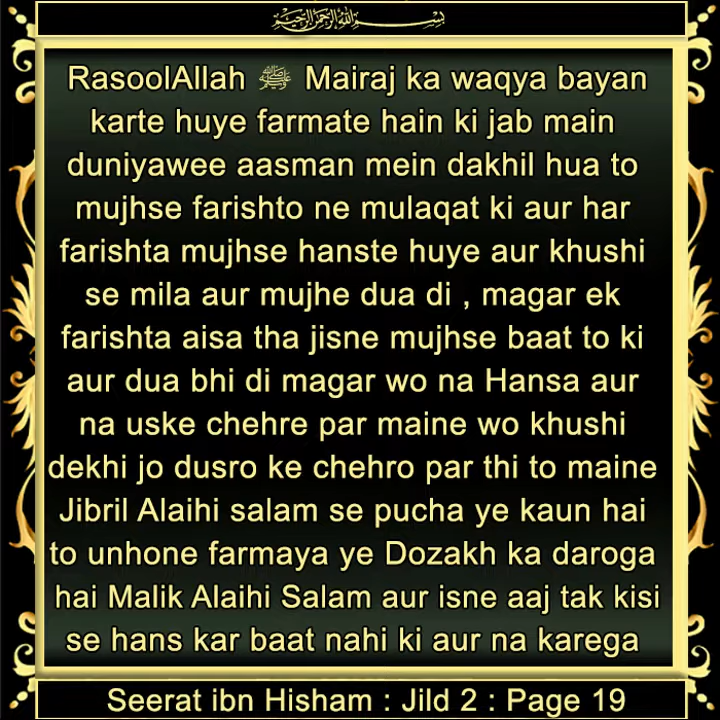 بسم الله الرحمن الرحيم
RasoolAllah ﷺ Mairaj ka waqya bayan
karte huye farmate hain ki jab main
duniyawee aasman mein dakhil hua to
mujhse farishto ne mulaqat ki aur har
farishta mujhse hanste huye aur khushi
se mila aur mujhe dua di , magar ek
farishta aisa tha jisne mujhse baat to ki
aur dua bhi di magar wo na Hansa aur
na uske chehre par maine wo khushi
dekhi jo dusro ke chehro par thi to maine
Jibril Alaihi salam se pucha ye kaun hai
to unhone farmaya ye Dozakh ka daroga
hai Malik Alaihi Salam aur isne aaj tak kisi
se hans kar baat nahi ki aur na karega
Seerat ibn Hisham : Jild 2 : Page 19